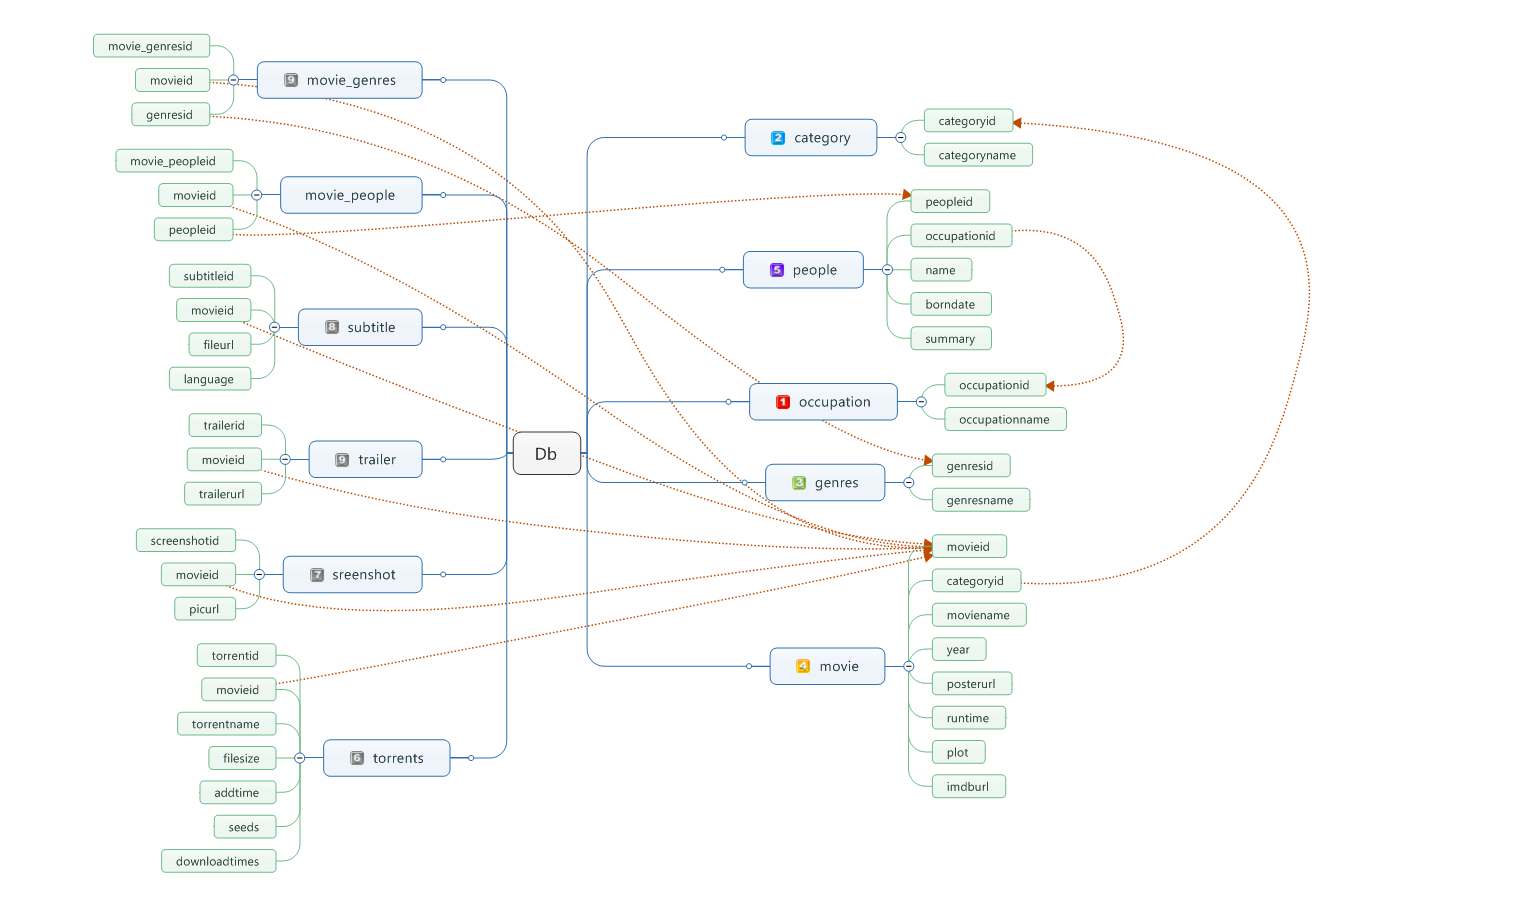 movie_genresid
movieid
genresid
9 movie_genres
movie_peopleid
movieid
peopleid
movie_people
subtitleid
movieid
fileurl
language
8 subtitle
trailerid
movieid
trailerurl
9 trailer
screenshotid
movieid
picurl
7 sreenshot
torrentid
movieid
torrentname
filesize
addtime
seeds
downloadtimes
6 torrents
Db
2 category
categoryid
categoryname
5 people
peopleid
occupationid
name
borndate
summary
1 occupation
occupationid
occupationname
3 genres
genresid
genresname
4 movie
movieid
categoryid
moviename
year
posterurl
runtime
plot
imdburl